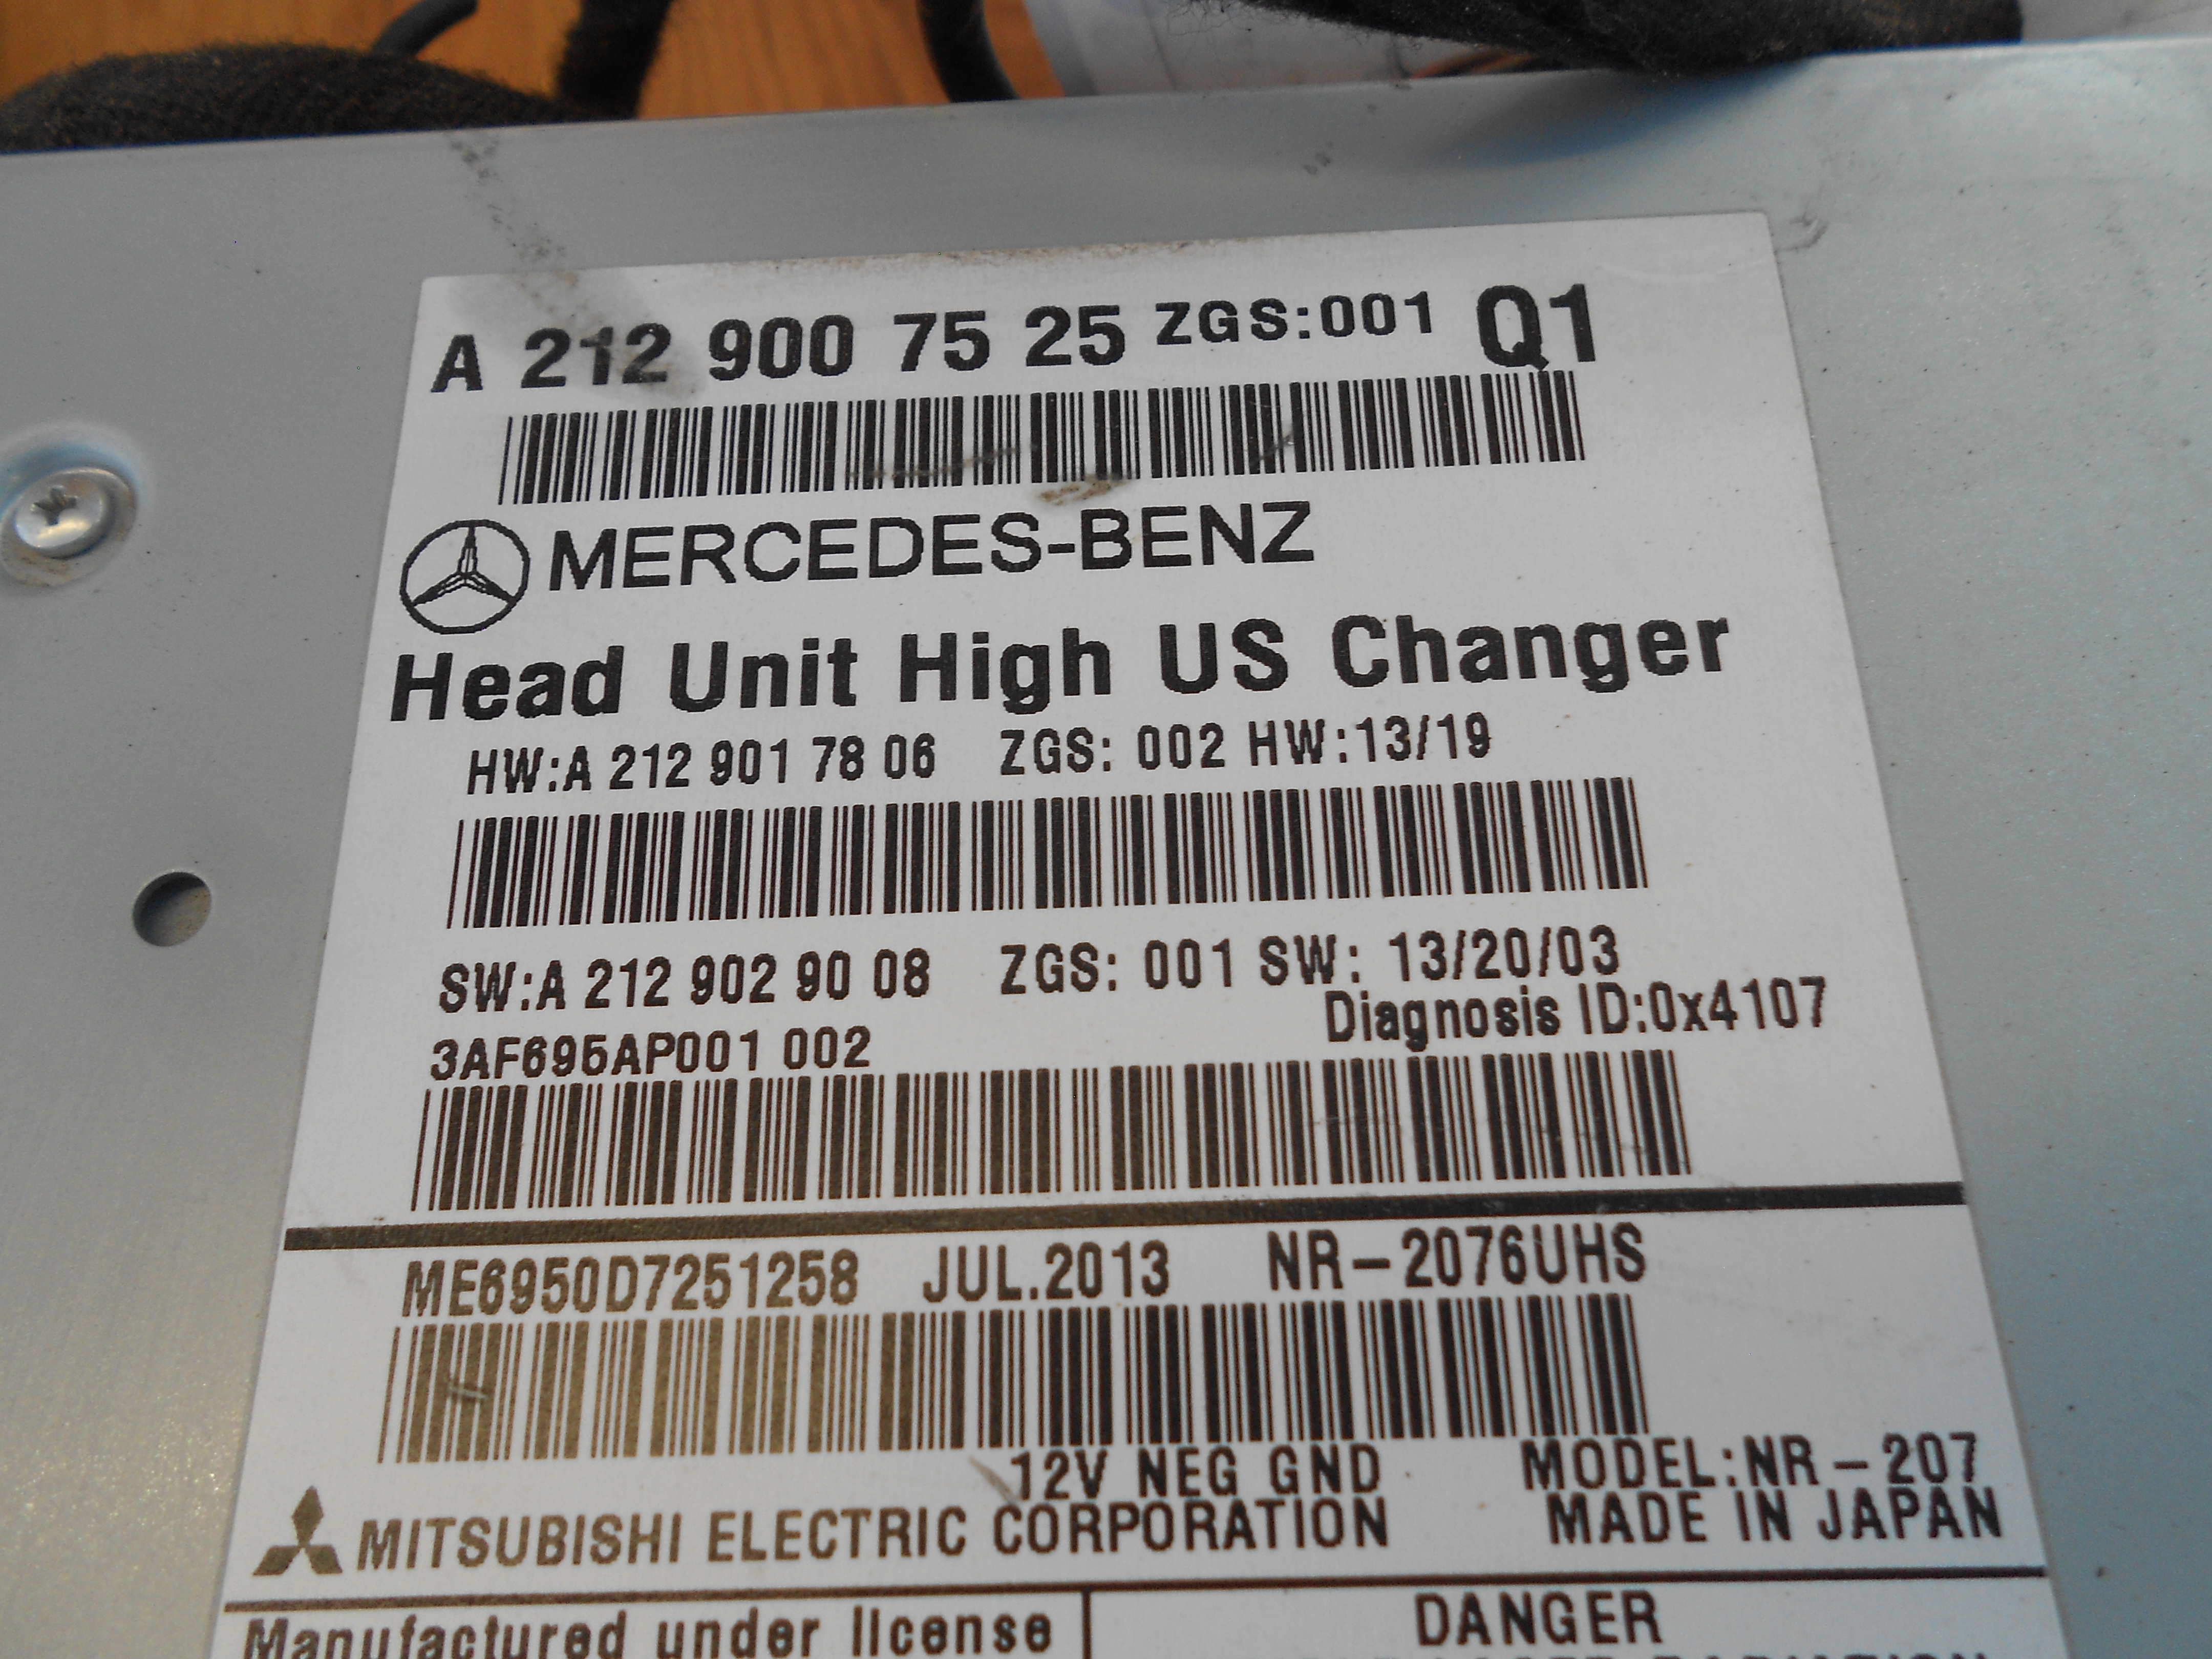 A 212 900 75 25 ZGS:001 Q1
MERCEDES-BENZ
Head Unit High US Changer
HW:A 212 901 78 06 ZGS: 002 HW:13/19
SW:A 212 902 90 08 ZGS: 001 SW: 13/20/03
Diagnosis ID:0x4107
3AF695AP001 002
ME6950D7251258 JUL.2013 NR-2076UHS
12V NEG GND MODEL:NR-207
MITSUBISHI ELECTRIC CORPORATION MADE IN JAPAN
Manufactured under license
DANGER